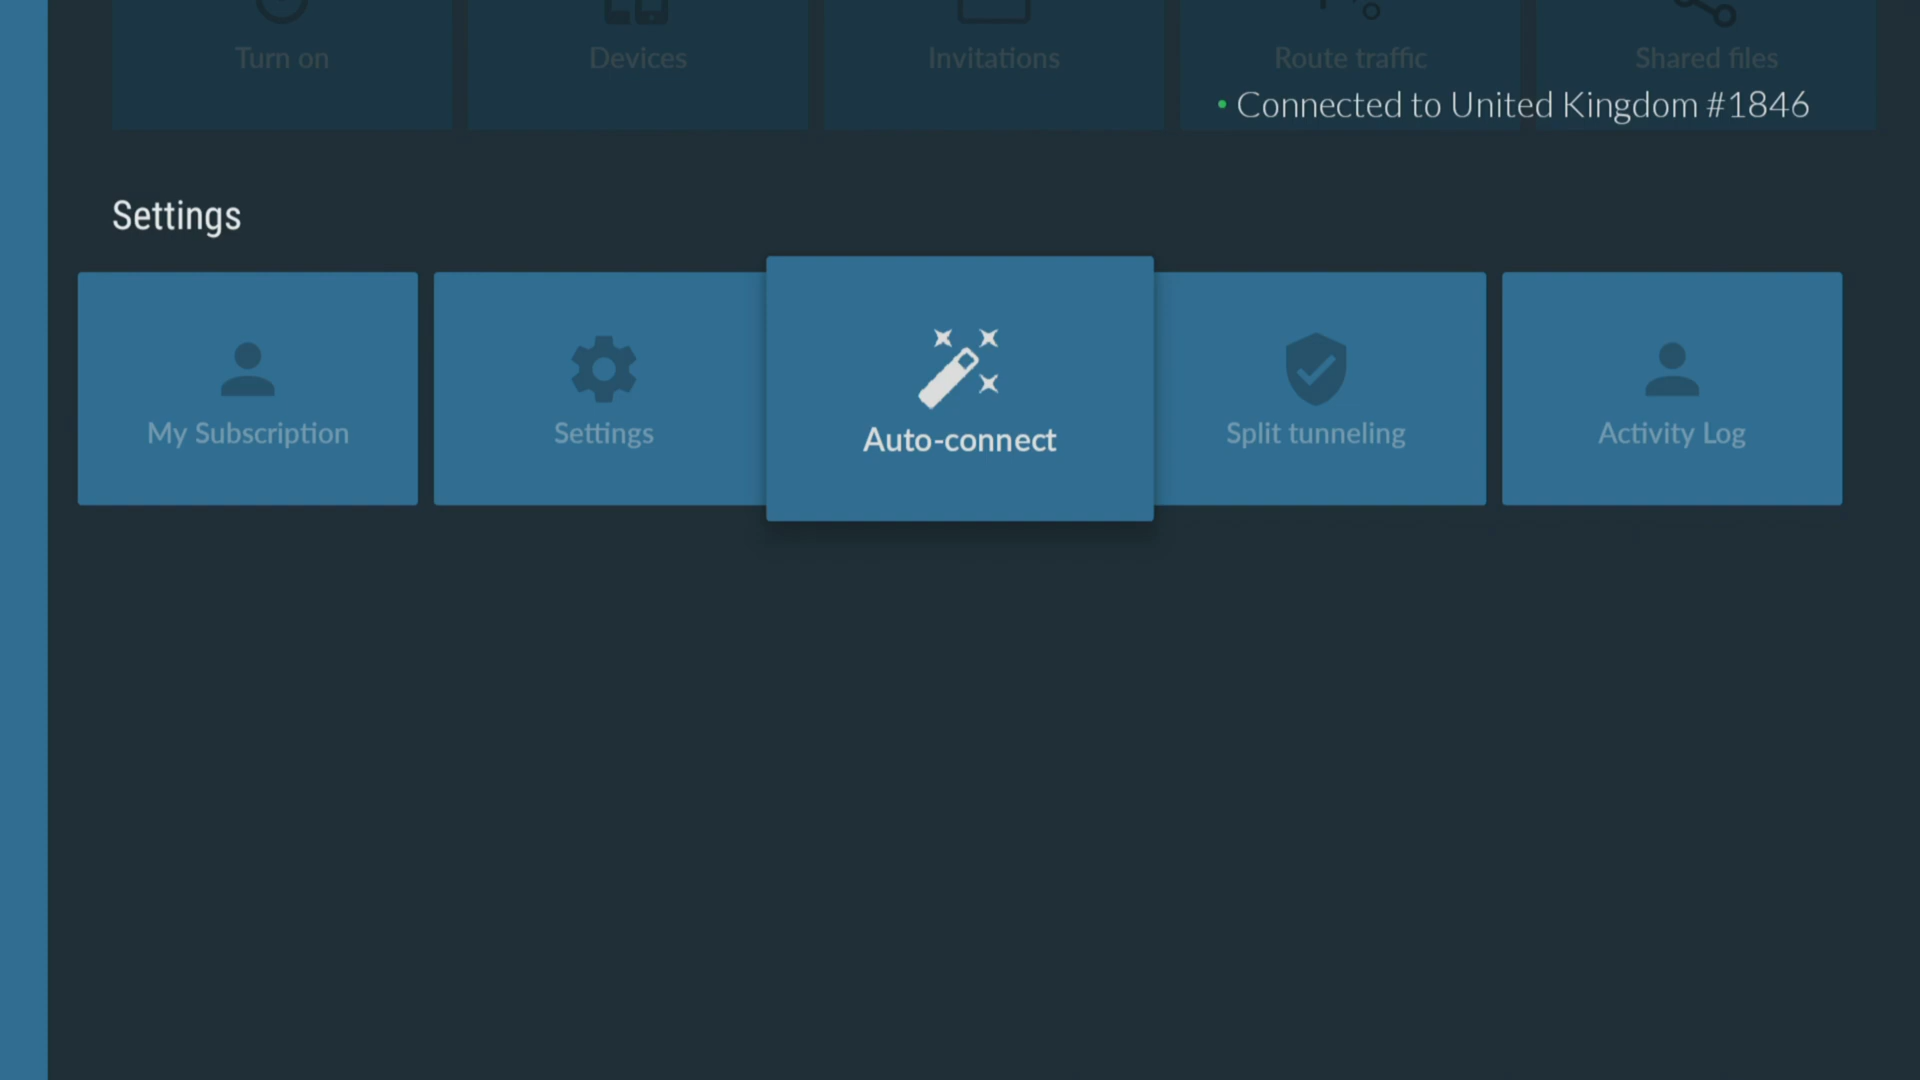 Turn on
Devices
Invitations
Route traffic
Shared files
Connected to United Kingdom #1846
Settings
My Subscription
Settings
Auto-connect
Split tunneling
Activity Log